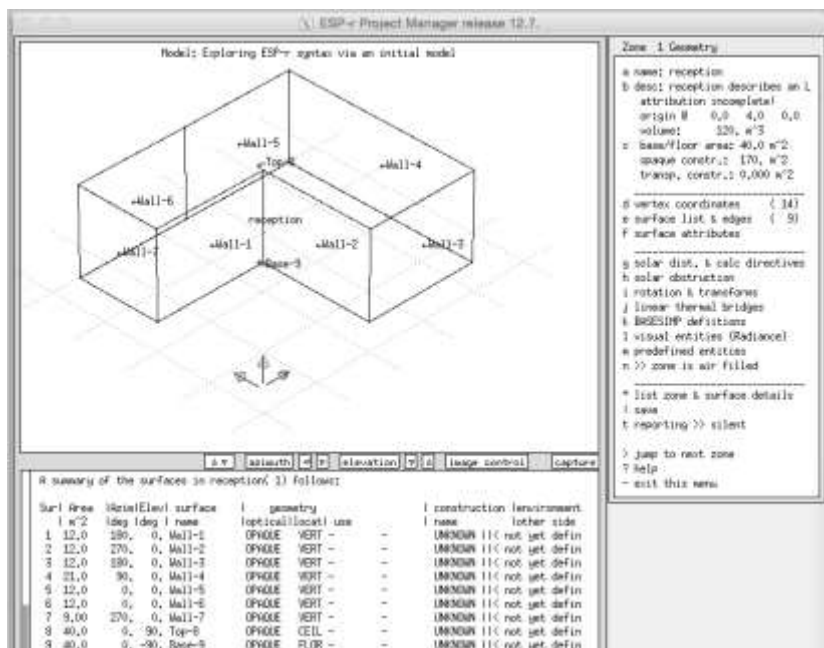 ESP-r Project Manager release 12.7.
Model: Exploring ESP-r syntax via an initial model
Wall-5
Top-8
Wall-4
Wall-6
reception
Wall-7
Wall-1
Wall-2
Wall-3
Base-9
azimuth
elevation
image control
capture
A summary of the surfaces in reception( 1) follows:
Sur| Area |Azim|Elev| surface | geometry | construction |environment
| m^2 |deg |deg | name |optical|locat| use | name |other side
1 12.0 180. 0. Wall-1 OPAQUE VERT - - UNKNOWN ||< not yet defin
2 12.0 270. 0. Wall-2 OPAQUE VERT - - UNKNOWN ||< not yet defin
3 12.0 180. 0. Wall-3 OPAQUE VERT - - UNKNOWN ||< not yet defin
4 21.0 90. 0. Wall-4 OPAQUE VERT - - UNKNOWN ||< not yet defin
5 12.0 0. 0. Wall-5 OPAQUE VERT - - UNKNOWN ||< not yet defin
6 12.0 0. 0. Wall-6 OPAQUE VERT - - UNKNOWN ||< not yet defin
7 9.00 270. 0. Wall-7 OPAQUE VERT - - UNKNOWN ||< not yet defin
8 40.0 0. 90. Top-8 OPAQUE CEIL - - UNKNOWN ||< not yet defin
9 40.0 0. -90. Base-9 OPAQUE FLOR - - UNKNOWN ||< not yet defin
Zone 1 Geometry
a name: reception
b desc: reception describes an L
attribution incomplete!
origin @ 0.0 4.0 0.0
volume: 120. m^3
c base/floor area: 40.0 m^2
opaque constr.: 170. m^2
transp. constr.: 0.000 m^2
d vertex coordinates ( 14)
e surface list & edges ( 9)
f surface attributes
g solar dist. & calc directives
h solar obstruction
i rotation & transforms
j linear thermal bridges
k BASESIMP definitions
l visual entities (Radiance)
m predefined entities
n >> zone is air filled
* list zone & surface details
! save
t reporting >> silent
> jump to next zone
? help
- exit this menu